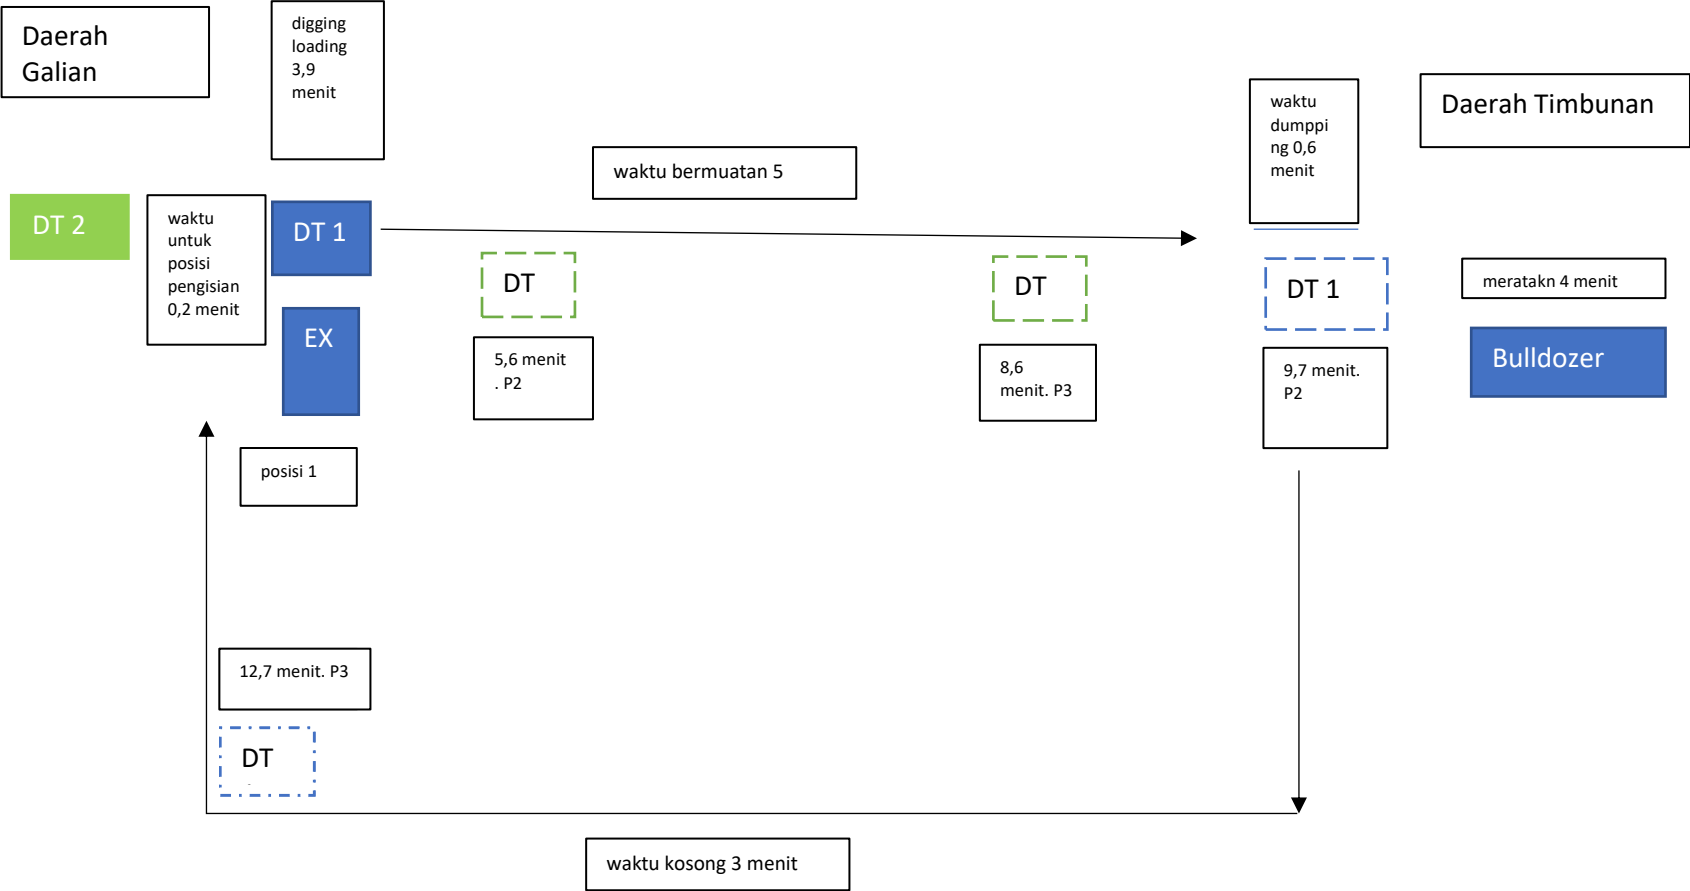 Daerah
Galian
digging
loading
3,9
menit
waktu
dumppi
ng 0,6
menit
Daerah Timbunan
waktu bermuatan 5
DT 2
waktu
untuk
posisi
pengisian
0,2 menit
DT 1
DT
DT
DT 1
meratakn 4 menit
EX
5,6 menit
. P2
8,6
menit. P3
9,7 menit.
P2
Bulldozer
posisi 1
12,7 menit. P3
DT
waktu kosong 3 menit